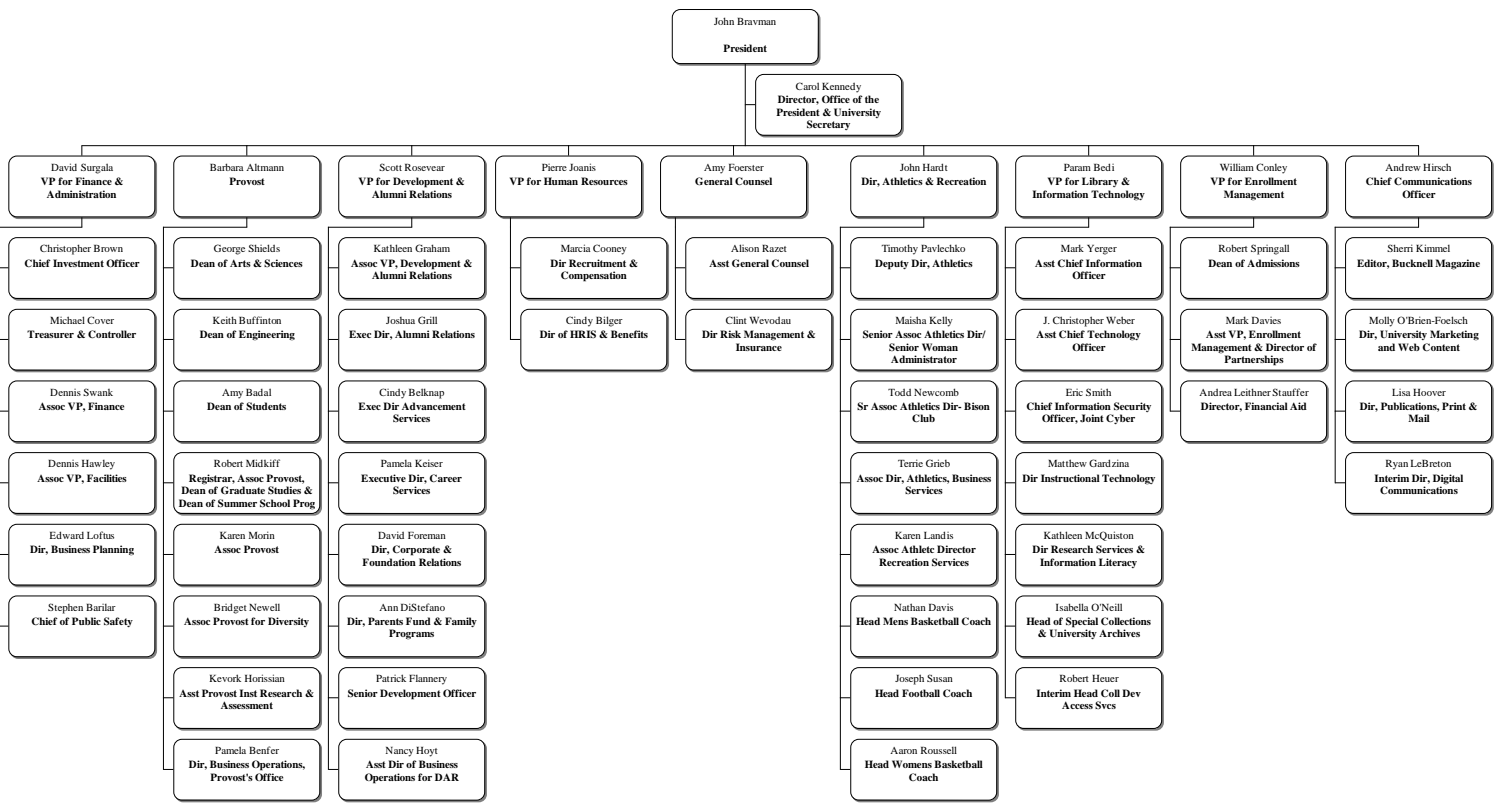 John Bravman
President
Carol Kennedy
Director, Office of the
President & University
Secretary
David Surgala
VP for Finance &
Administration
Christopher Brown
Chief Investment Officer
Michael Cover
Treasurer & Controller
Dennis Swank
Assoc VP, Finance
Dennis Hawley
Assoc VP, Facilities
Edward Loftus
Dir, Business Planning
Stephen Barilar
Chief of Public Safety
Barbara Altmann
Provost
George Shields
Dean of Arts & Sciences
Keith Buffinton
Dean of Engineering
Amy Badal
Dean of Students
Robert Midkiff
Registrar, Assoc Provost,
Dean of Graduate Studies &
Dean of Summer School Prog
Karen Morin
Assoc Provost
Bridget Newell
Assoc Provost for Diversity
Kevork Horissian
Asst Provost Inst Research &
Assessment
Pamela Benfer
Dir, Business Operations,
Provost's Office
Scott Rosevear
VP for Development &
Alumni Relations
Kathleen Graham
Assoc VP, Development &
Alumni Relations
Joshua Grill
Exec Dir, Alumni Relations
Cindy Belknap
Exec Dir Advancement
Services
Pamela Keiser
Executive Dir, Career
Services
David Foreman
Dir, Corporate &
Foundation Relations
Ann DiStefano
Dir, Parents Fund & Family
Programs
Patrick Flannery
Senior Development Officer
Nancy Hoyt
Asst Dir of Business
Operations for DAR
Pierre Joanis
VP for Human Resources
Marcia Cooney
Dir Recruitment &
Compensation
Cindy Bilger
Dir of HRIS & Benefits
Amy Foerster
General Counsel
Alison Razet
Asst General Counsel
Clint Wevodau
Dir Risk Management &
Insurance
John Hardt
Dir, Athletics & Recreation
Timothy Pavlechko
Deputy Dir, Athletics
Maisha Kelly
Senior Assoc Athletics Dir/
Senior Woman
Administrator
Todd Newcomb
Sr Assoc Athletics Dir- Bison
Club
Terrie Grieb
Assoc Dir, Athletics, Business
Services
Karen Landis
Assoc Athletc Director
Recreation Services
Nathan Davis
Head Mens Basketball Coach
Joseph Susan
Head Football Coach
Aaron Roussell
Head Womens Basketball
Coach
Param Bedi
VP for Library &
Information Technology
Mark Yerger
Asst Chief Information
Officer
J. Christopher Weber
Asst Chief Technology
Officer
Eric Smith
Chief Information Security
Officer, Joint Cyber
Matthew Gardzina
Dir Instructional Technology
Kathleen McQuiston
Dir Research Services &
Information Literacy
Isabella O'Neill
Head of Special Collections
& University Archives
Robert Heuer
Interim Head Coll Dev
Access Svcs
William Conley
VP for Enrollment
Management
Robert Springall
Dean of Admissions
Mark Davies
Asst VP, Enrollment
Management & Director of
Partnerships
Andrea Leithner Stauffer
Director, Financial Aid
Andrew Hirsch
Chief Communications
Officer
Sherri Kimmel
Editor, Bucknell Magazine
Molly O'Brien-Foelsch
Dir, University Marketing
and Web Content
Lisa Hoover
Dir, Publications, Print &
Mail
Ryan LeBreton
Interim Dir, Digital
Communications